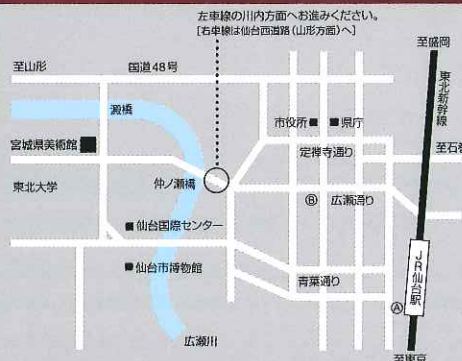 左車線の川内方面へお進みください。
[右車線は仙台西道路(山形方面)へ]
至盛岡
至山形
国道48号
東北新幹線
澱橋
市役所
県庁
宮城県美術館
定禅寺通り
至石巻
東北大学
仲ノ瀬橋
Ⓑ 広瀬通り
仙台国際センター
仙台市博物館
青葉通り
JR仙台駅
Ⓐ
広瀬川
至東京